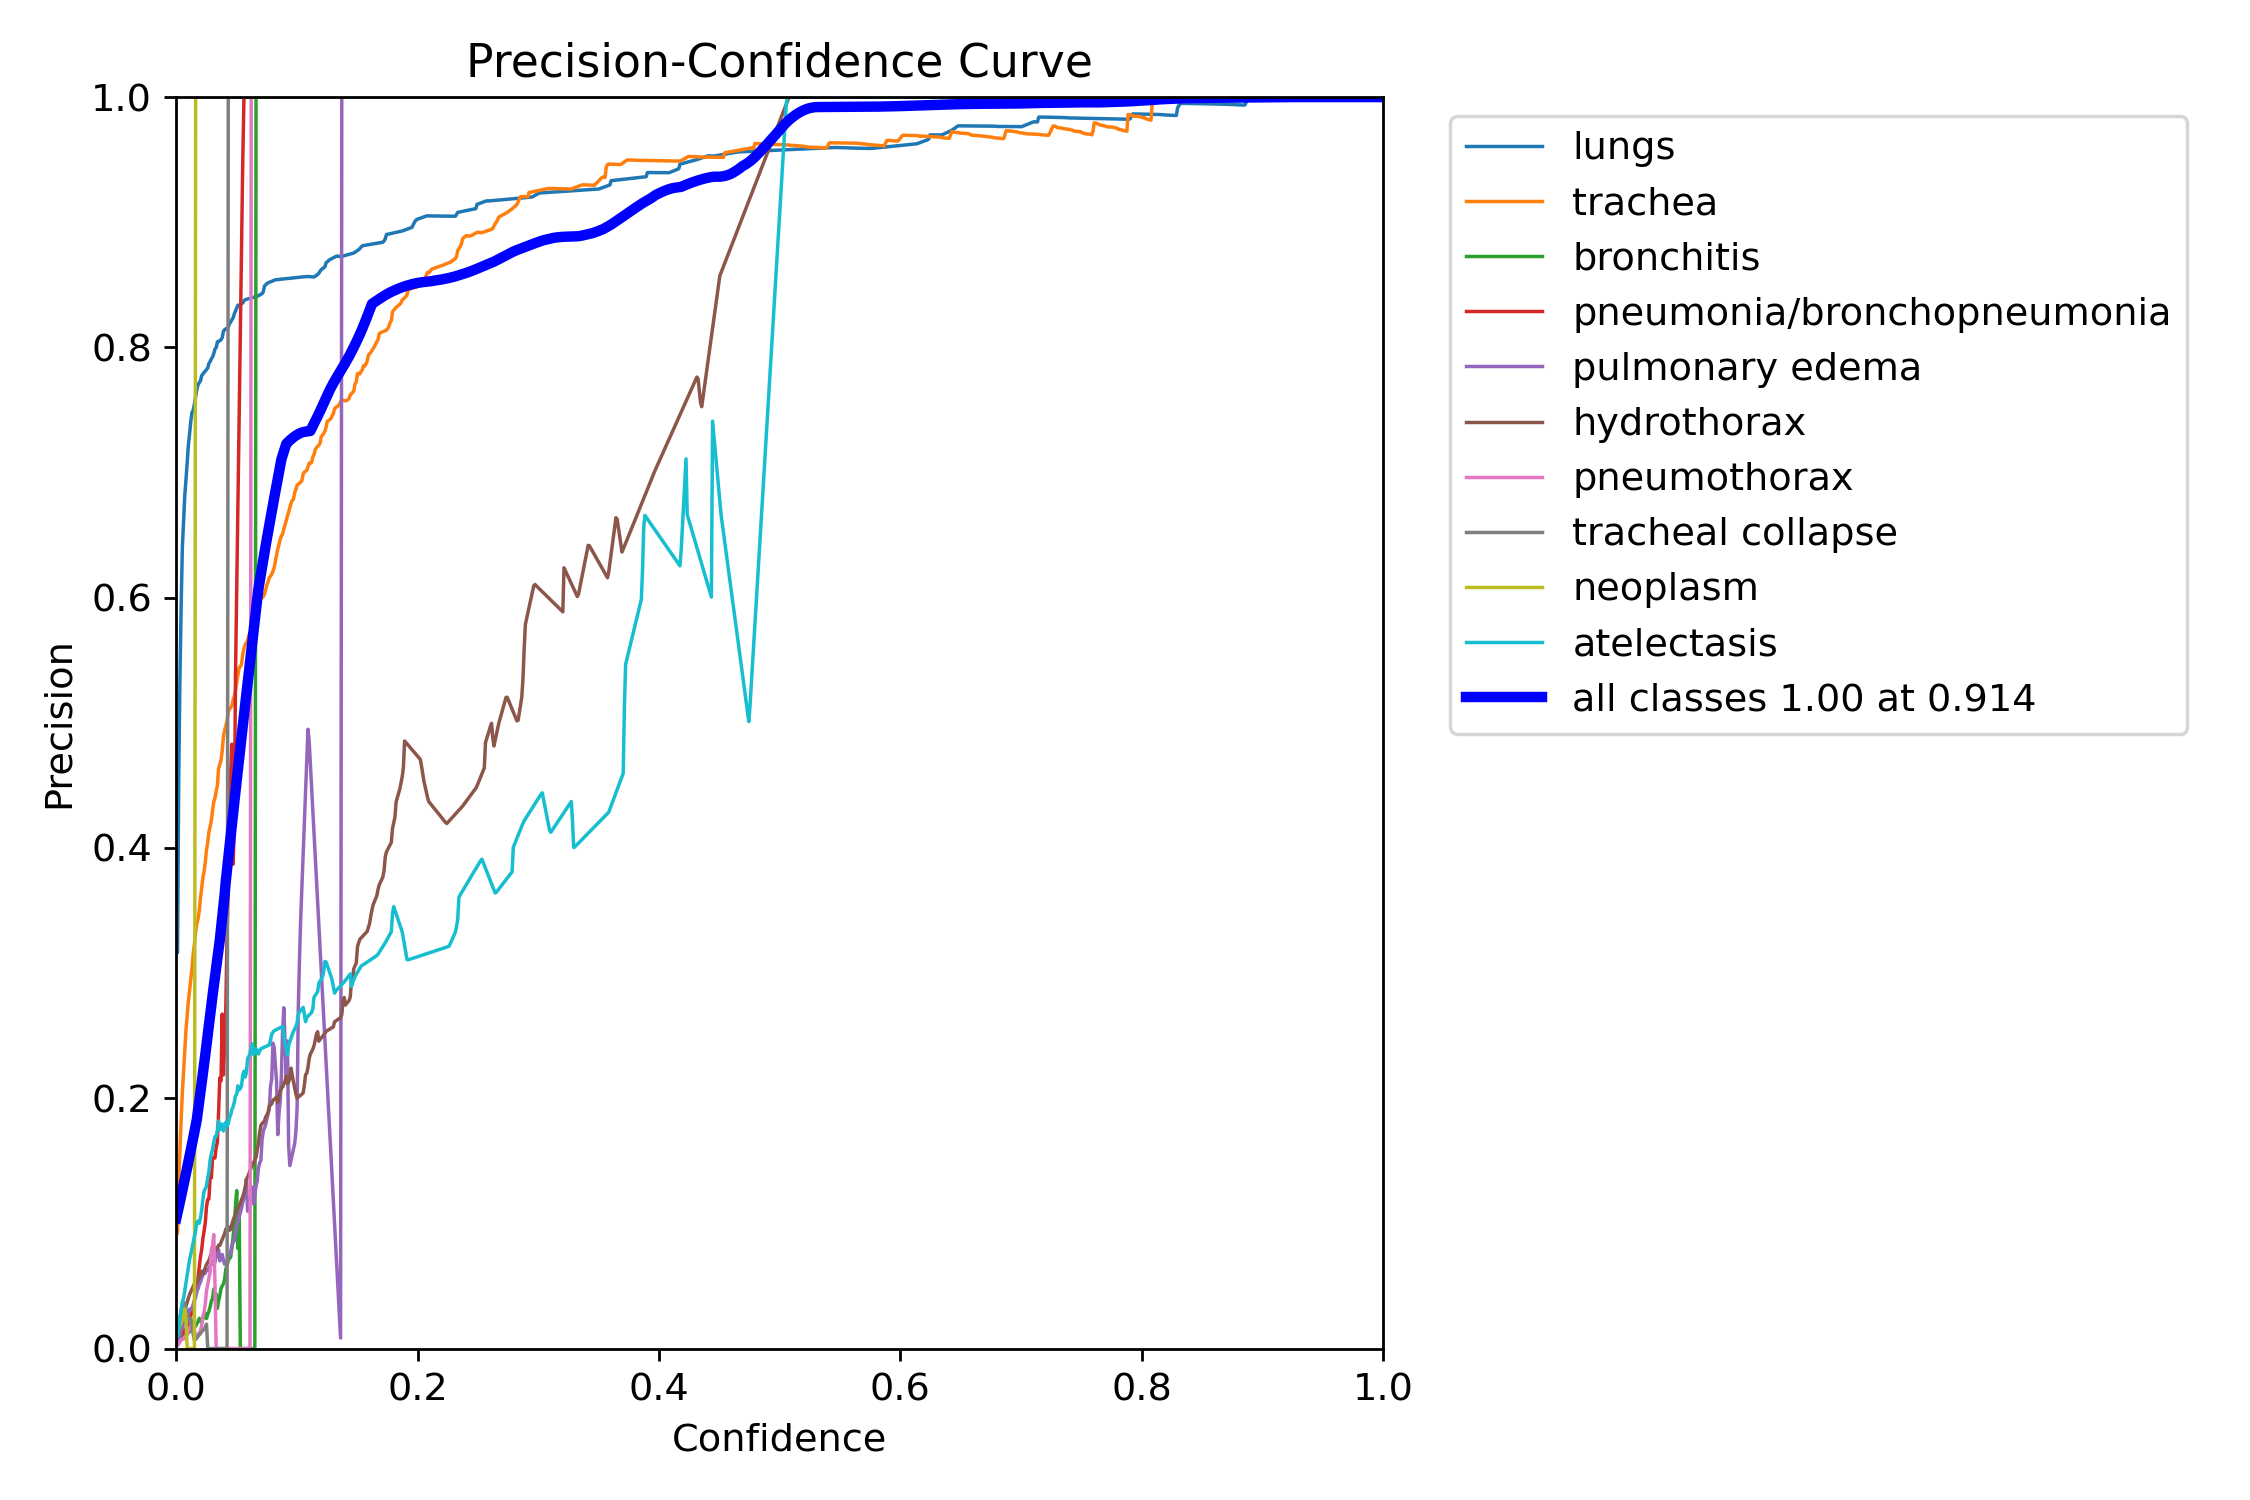 Precision-Confidence Curve
1.0
0.8
0.6
0.4
0.2
0.0
Precision
0.0 0.2 0.4 0.6 0.8 1.0
Confidence
lungs
trachea
bronchitis
pneumonia/bronchopneumonia
pulmonary edema
hydrothorax
pneumothorax
tracheal collapse
neoplasm
atelectasis
all classes 1.00 at 0.914